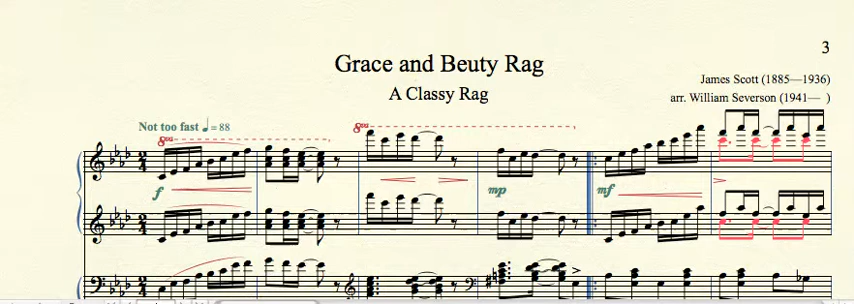 3
Grace and Beuty Rag
A Classy Rag
James Scott (1885—1936)
arr. William Severson (1941— )
Not too fast ♩ = 88
8va
8va
f
mp
mf